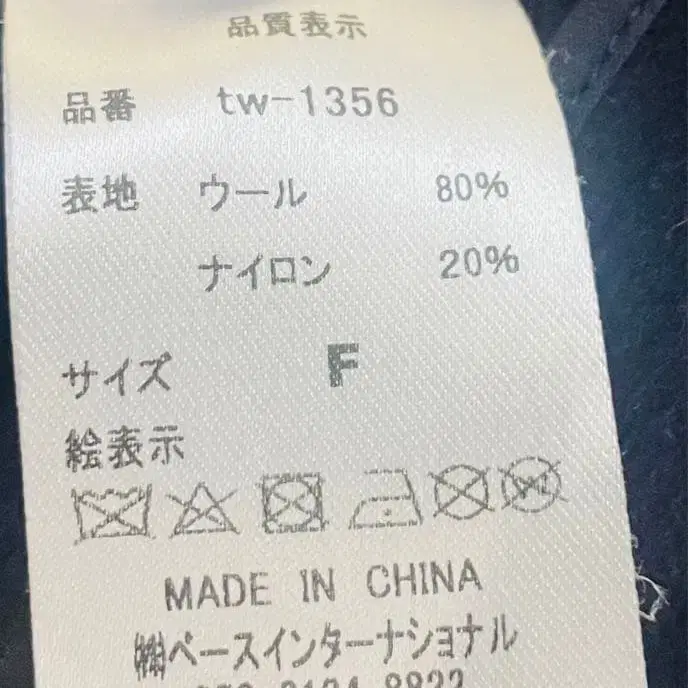 品質表示
品番 tw-1356
表地 ウール 80%
ナイロン 20%
サイズ F
絵表示
MADE IN CHINA
㈱ベースインターナショナル